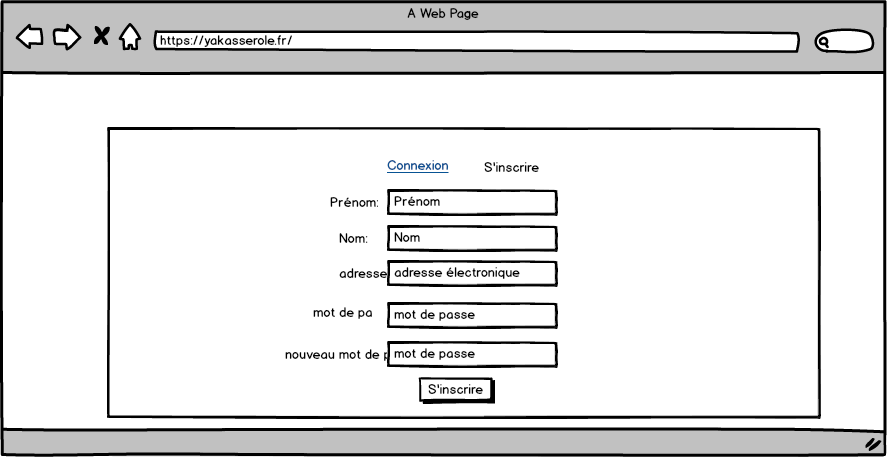 A Web Page
https://yakasserole.fr/
Connexion S'inscrire
Prénom: Prénom
Nom: Nom
adresse adresse électronique
mot de pa mot de passe
nouveau mot de mot de passe
S'inscrire